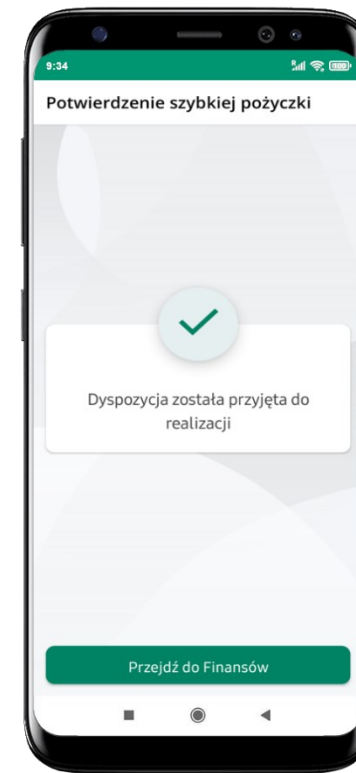 9:34
Potwierdzenie szybkiej pożyczki
Dyspozycja została przyjęta do
realizacji
Przejdź do Finansów